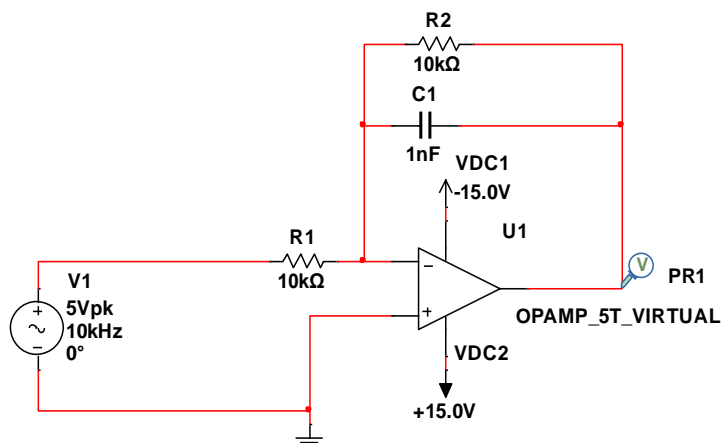 R2
10kΩ
C1
1nF
VDC1
-15.0V
U1
R1
10kΩ
V1
5Vpk
10kHz
0°
V
PR1
OPAMP_5T_VIRTUAL
VDC2
+15.0V